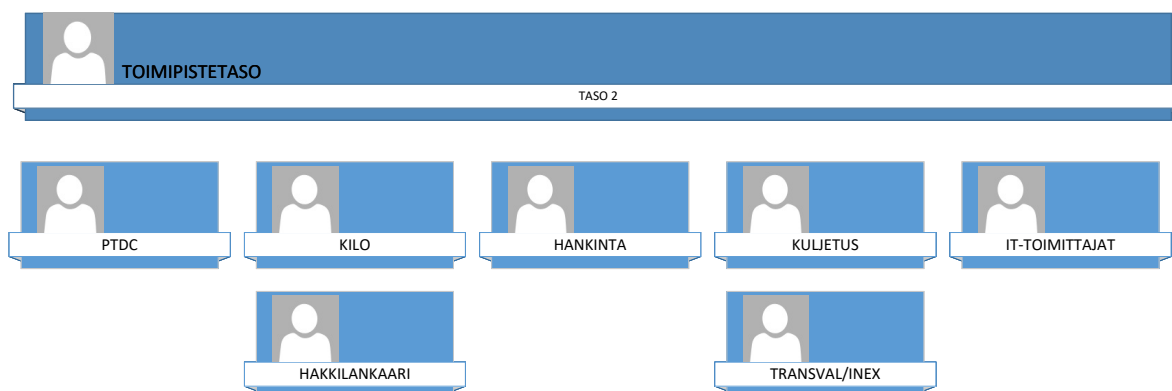 TOIMIPISTETASO
TASO 2
PTDC
KILO
HANKINTA
KULJETUS
IT-TOIMITTAJAT
HAKKILANKAARI
TRANSVAL/INEX